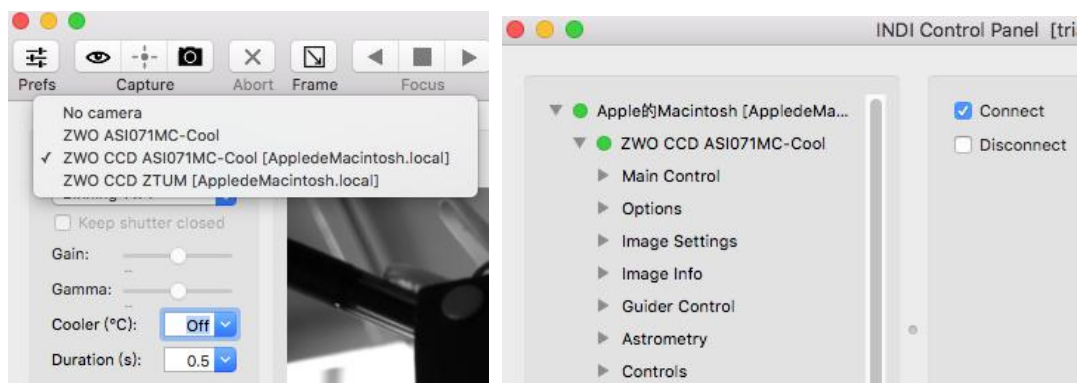 Prefs
Capture
Abort
Frame
Focus
No camera
ZWO ASI071MC-Cool
✓ ZWO CCD ASI071MC-Cool [AppledeMacintosh.local]
ZWO CCD ZTUM [AppledeMacintosh.local]
Keep shutter closed
Gain:
--
Gamma:
--
Cooler (°C): Off
Duration (s): 0.5
INDI Control Panel [tri
Apple的Macintosh [AppledeMa...
ZWO CCD ASI071MC-Cool
Main Control
Options
Image Settings
Image Info
Guider Control
Astrometry
Controls
Connect
Disconnect